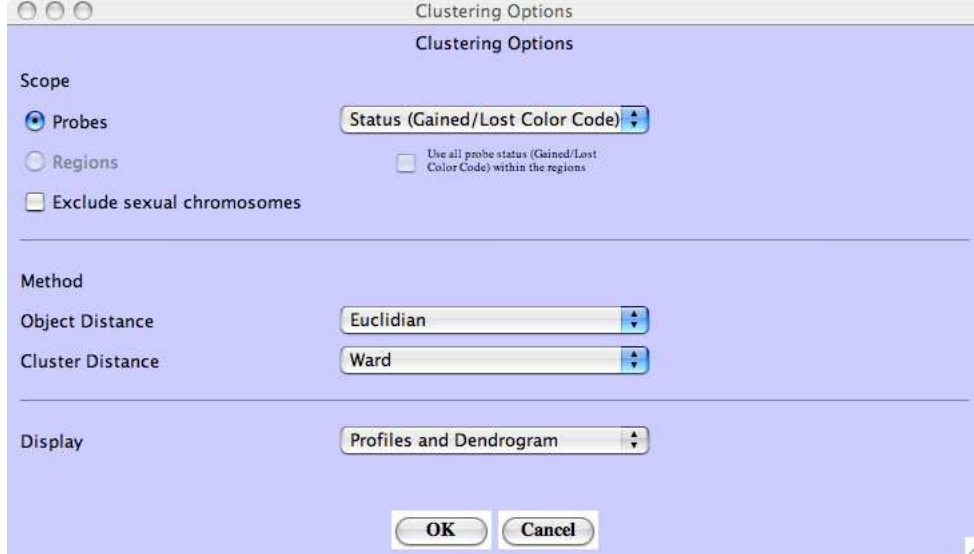 Clustering Options
Clustering Options
Scope
Probes
Status (Gained/Lost Color Code)
Regions
Use all probe status (Gained/Lost
Color Code) within the regions
Exclude sexual chromosomes
Method
Object Distance
Euclidian
Cluster Distance
Ward
Display
Profiles and Dendrogram
OK
Cancel